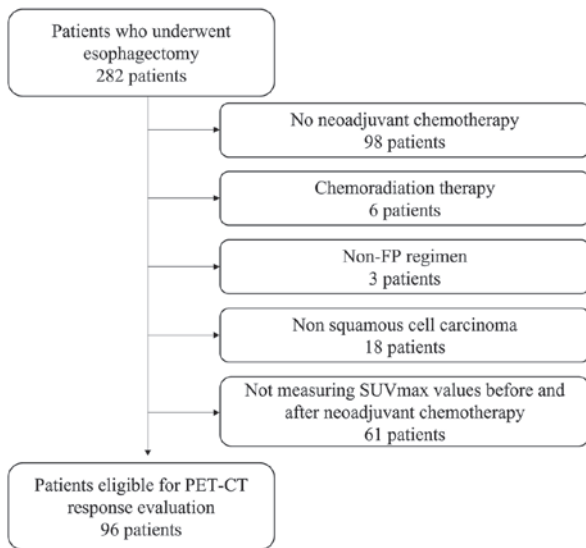 Patients who underwent
esophagectomy
282 patients
No neoadjuvant chemotherapy
98 patients
Chemoradiation therapy
6 patients
Non-FP regimen
3 patients
Non squamous cell carcinoma
18 patients
Not measuring SUVmax values before and
after neoadjuvant chemotherapy
61 patients
Patients eligible for PET-CT
response evaluation
96 patients